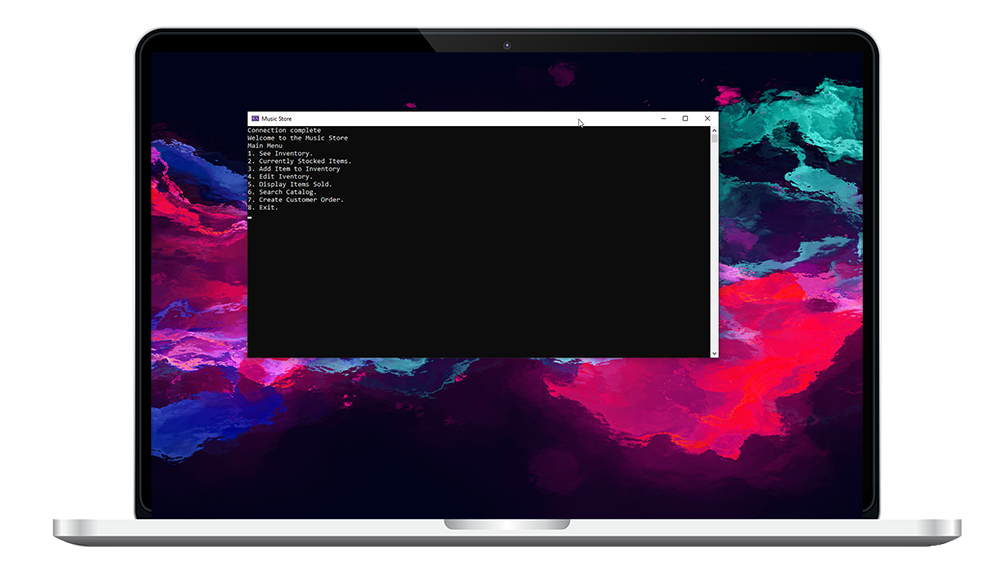 Music Store
Connection complete
Welcome to the Music Store
Main Menu
1. See Inventory.
2. Currently Stocked Items.
3. Add Item to Inventory
4. Edit Iventory.
5. Display Items Sold.
6. Search Catalog.
7. Create Customer Order.
8. Exit.